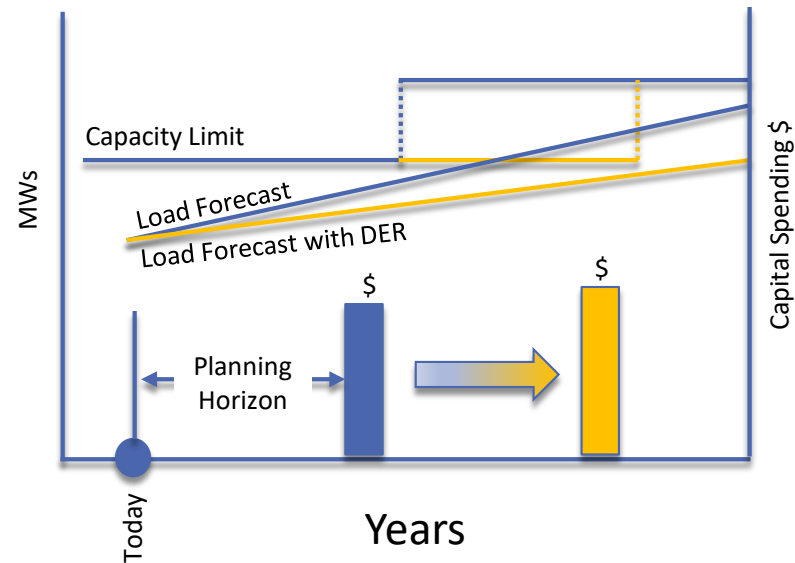 Capacity Limit
Load Forecast
Load Forecast with DER
MWs
Capital Spending $
$
$
Planning
Horizon
Today
Years